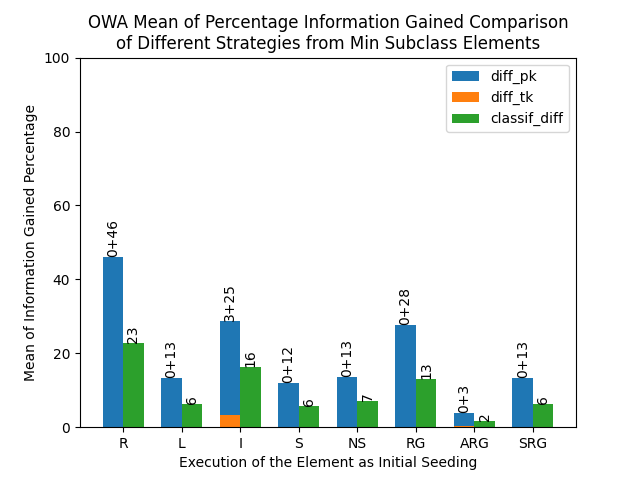 OWA Mean of Percentage Information Gained Comparison
of Different Strategies from Min Subclass Elements
diff_pk
diff_tk
classif_diff
Mean of Information Gained Percentage
100
80
60
40
20
0
0+46
23
0+13
6
3+25
16
0+12
6
0+13
7
0+28
13
0+3
2
0+13
6
R L I S NS RG ARG SRG
Execution of the Element as Initial Seeding